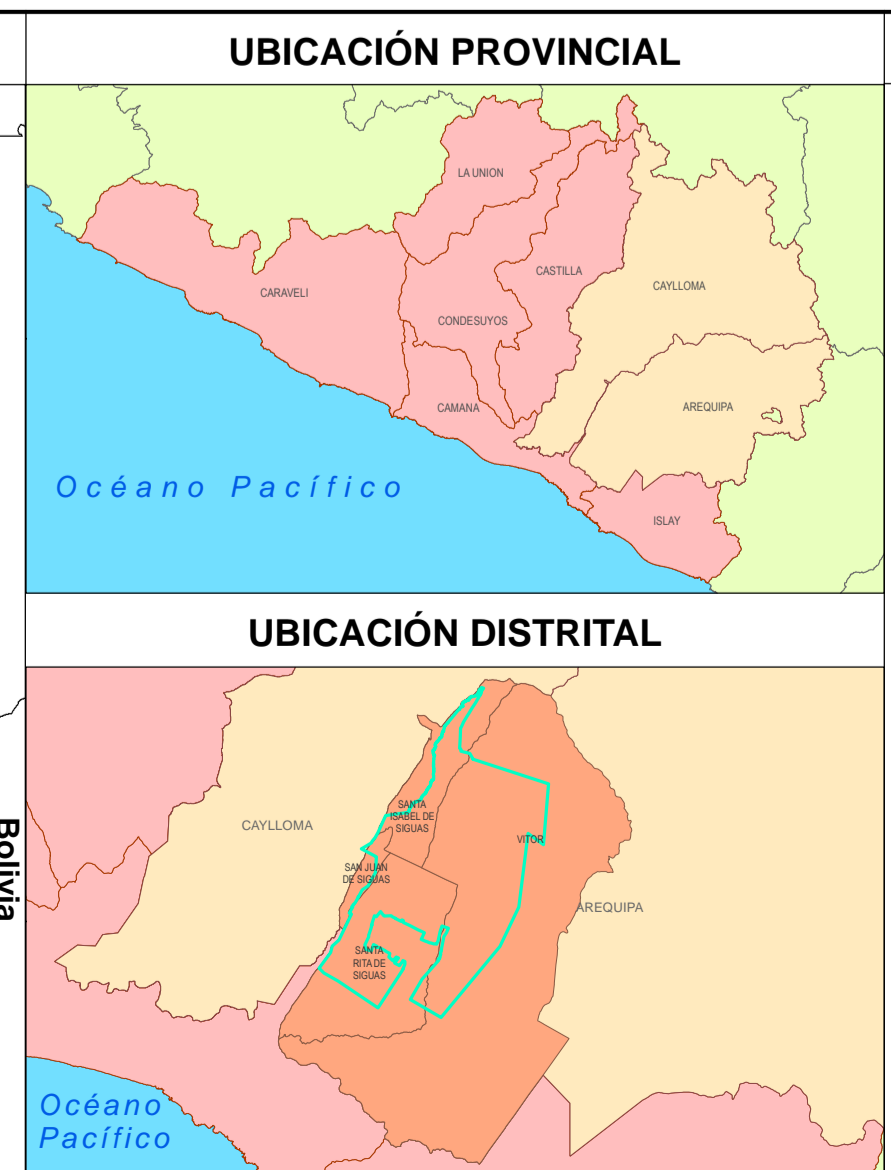 UBICACIÓN PROVINCIAL
LA UNION
CASTILLA
CAYLLOMA
CARAVELI
CONDESUYOS
CAMANA
AREQUIPA
Océano Pacífico
ISLAY
UBICACIÓN DISTRITAL
SANTA
ISABEL DE
SIGUAS
CAYLLOMA
VITOR
SAN JUAN
DE SIGUAS
AREQUIPA
SANTA
RITA DE
SIGUAS
Océano
Pacífico
Bolivia